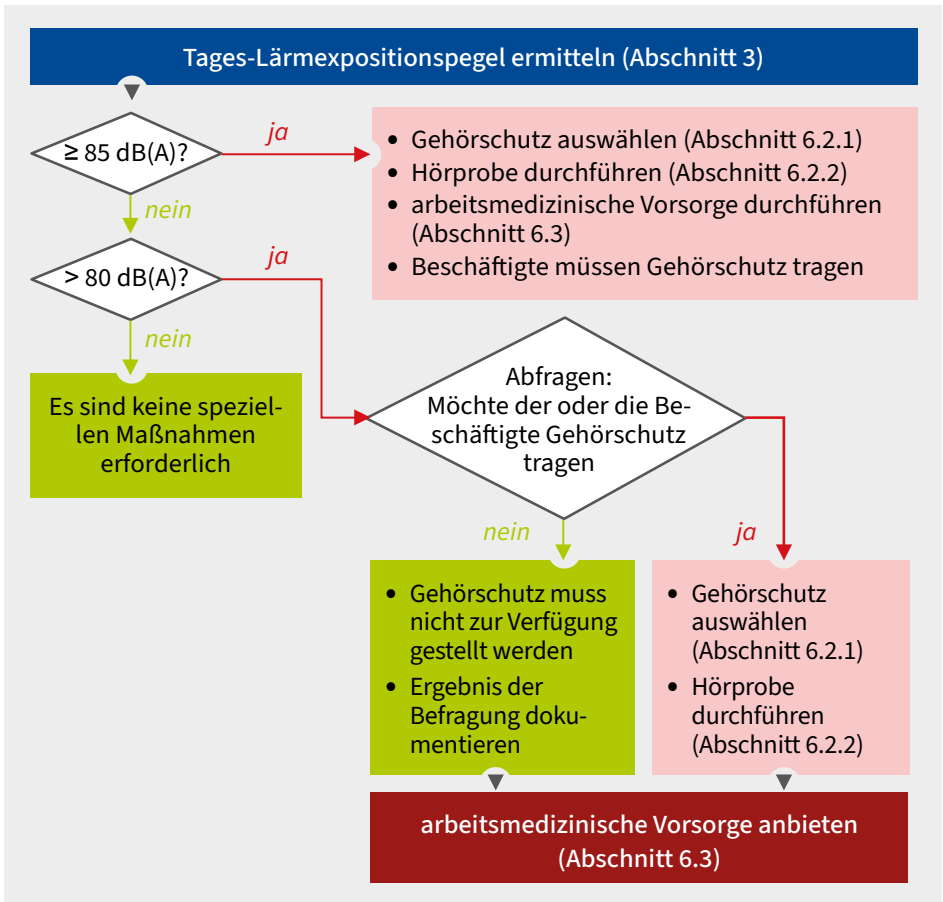 Tages-Lärmexpositionspegel ermitteln (Abschnitt 3)
≥ 85 dB(A)?
ja
• Gehörschutz auswählen (Abschnitt 6.2.1)
• Hörprobe durchführen (Abschnitt 6.2.2)
• arbeitsmedizinische Vorsorge durchführen
(Abschnitt 6.3)
• Beschäftigte müssen Gehörschutz tragen
nein
> 80 dB(A)?
ja
nein
Es sind keine speziel-
len Maßnahmen
erforderlich
Abfragen:
Möchte der oder die Be-
schäftigte Gehörschutz
tragen
nein
ja
• Gehörschutz muss
nicht zur Verfügung
gestellt werden
• Ergebnis der
Befragung doku-
mentieren
• Gehörschutz
auswählen
(Abschnitt 6.2.1)
• Hörprobe
durchführen
(Abschnitt 6.2.2)
arbeitsmedizinische Vorsorge anbieten
(Abschnitt 6.3)